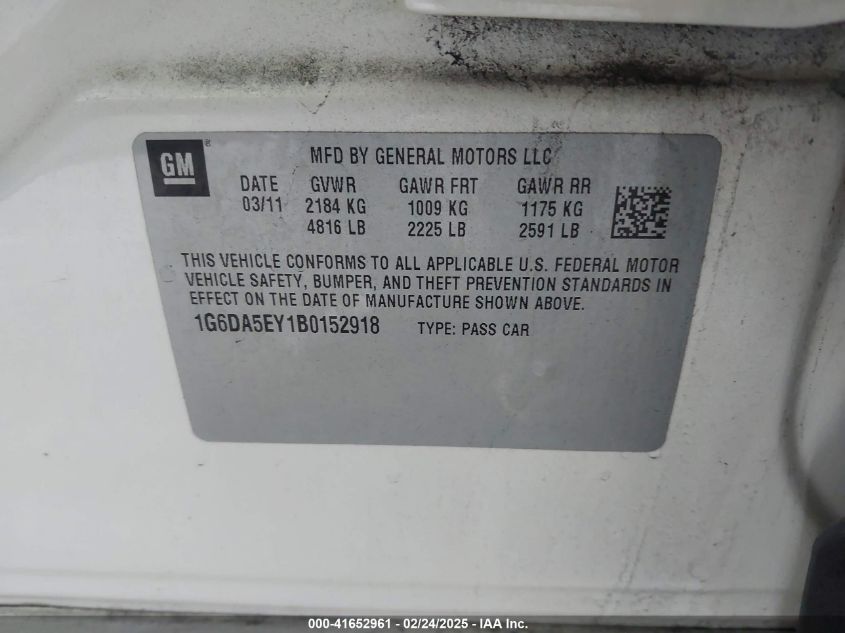 GM
MFD BY GENERAL MOTORS LLC
DATE GVWR GAWR FRT GAWR RR
03/11 2184 KG 1009 KG 1175 KG
4816 LB 2225 LB 2591 LB
THIS VEHICLE CONFORMS TO ALL APPLICABLE U.S. FEDERAL MOTOR
VEHICLE SAFETY, BUMPER, AND THEFT PREVENTION STANDARDS IN
EFFECT ON THE DATE OF MANUFACTURE SHOWN ABOVE.
1G6DA5EY1B0152918 TYPE: PASS CAR
000-41652961 - 02/24/2025 - IAA Inc.